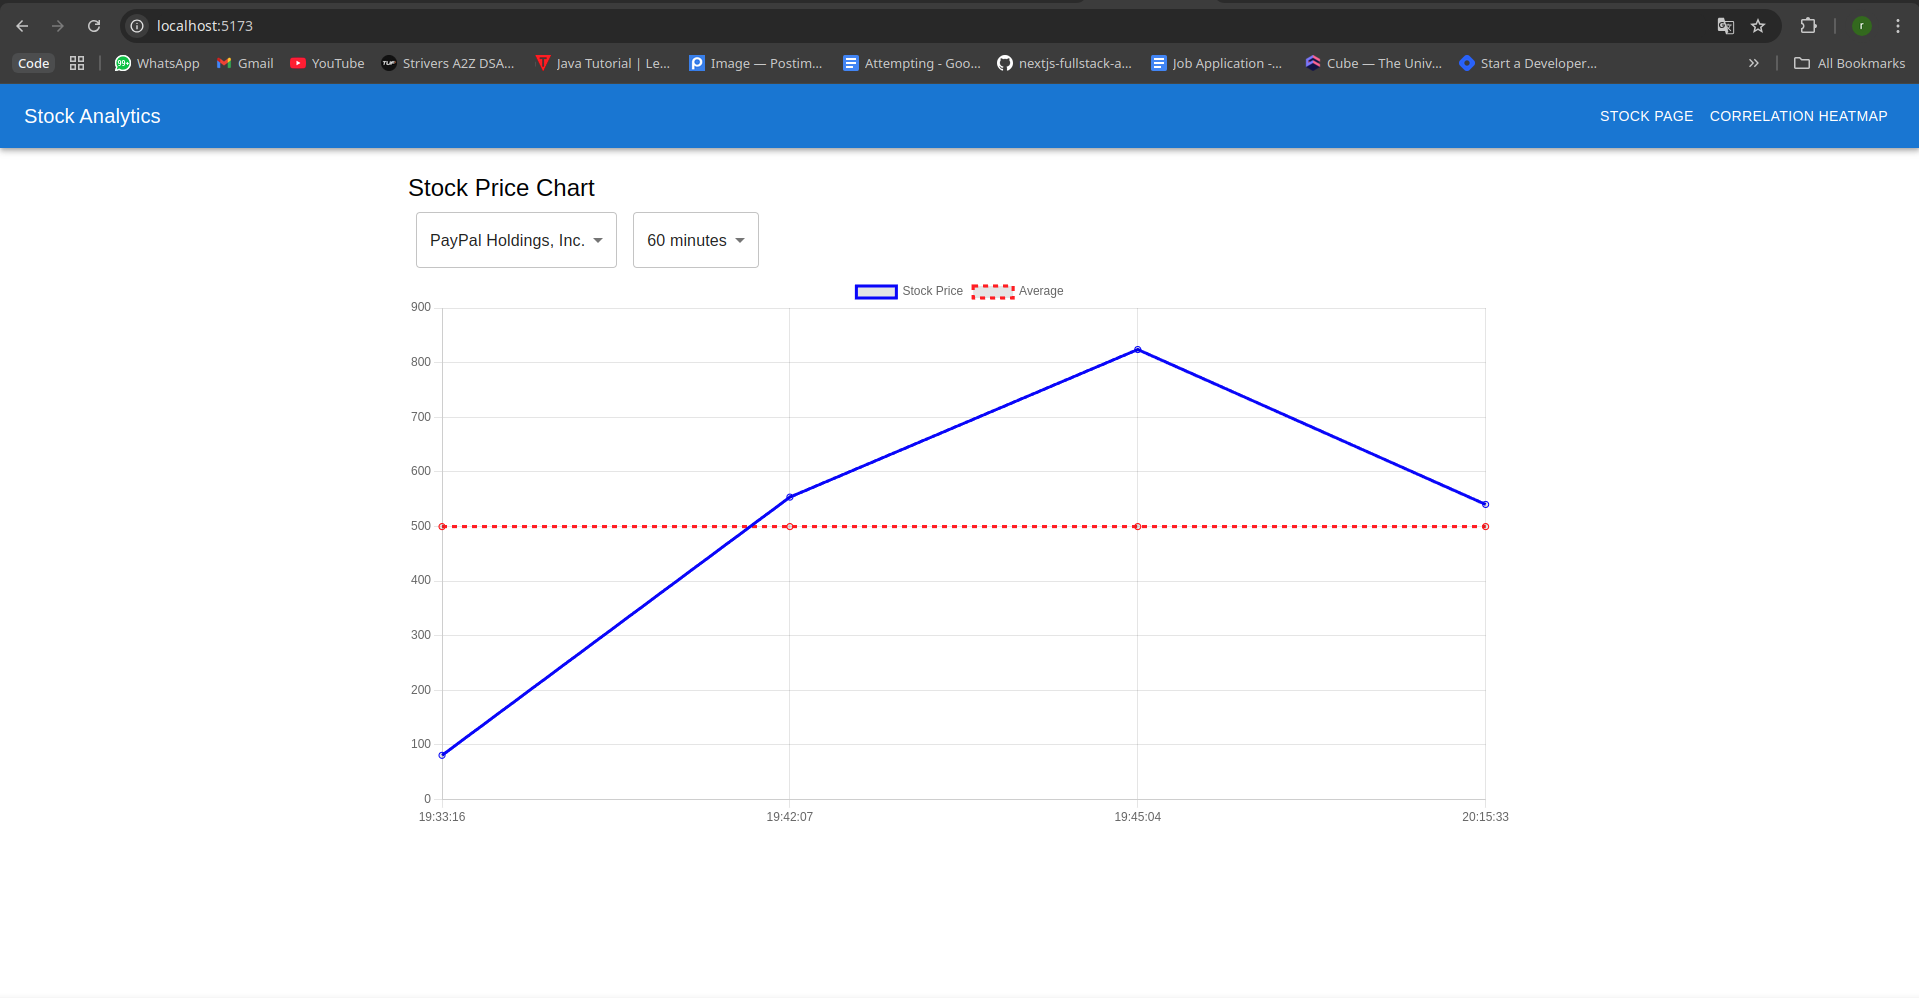 localhost:5173
r
Code
WhatsApp
Gmail
YouTube
Strivers A2Z DSA...
Java Tutorial | Le...
Image — Postim...
Attempting - Goo...
nextjs-fullstack-a...
Job Application -...
Cube — The Univ...
Start a Developer...
All Bookmarks
Stock Analytics
STOCK PAGE
CORRELATION HEATMAP
Stock Price Chart
PayPal Holdings, Inc.
60 minutes
Stock Price
Average
900
800
700
600
500
400
300
200
100
0
19:33:16
19:42:07
19:45:04
20:15:33